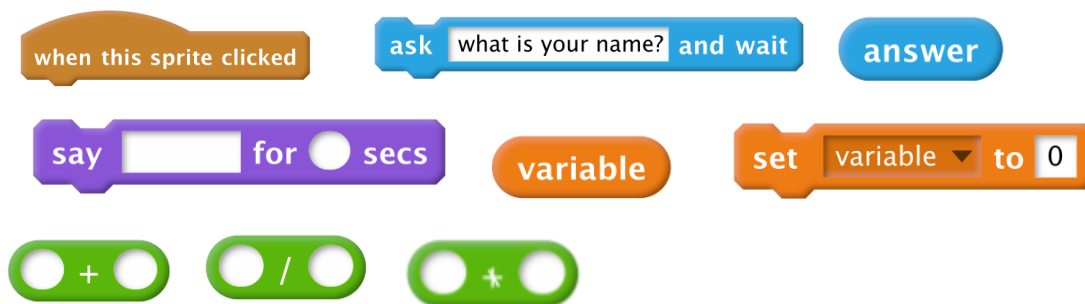 when this sprite clicked
ask what is your name? and wait
answer
say for secs
variable
set variable to 0
+
/
*